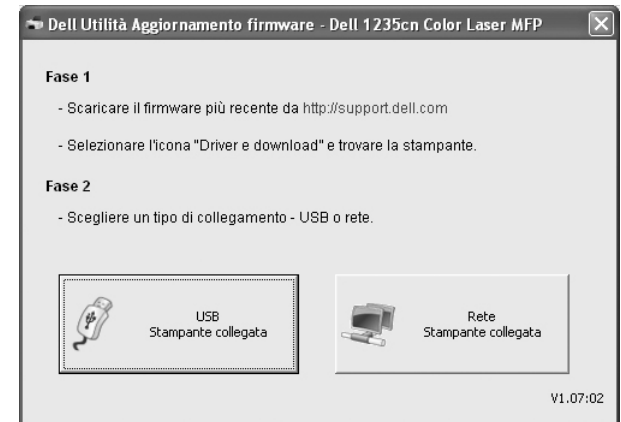 Dell Utilità Aggiornamento firmware - Dell 1235cn Color Laser MFP
Fase 1
- Scaricare il firmware più recente da http://support.dell.com
- Selezionare l'icona "Driver e download" e trovare la stampante.
Fase 2
- Scegliere un tipo di collegamento - USB o rete.
USB
Stampante collegata
Rete
Stampante collegata
V1.07:02